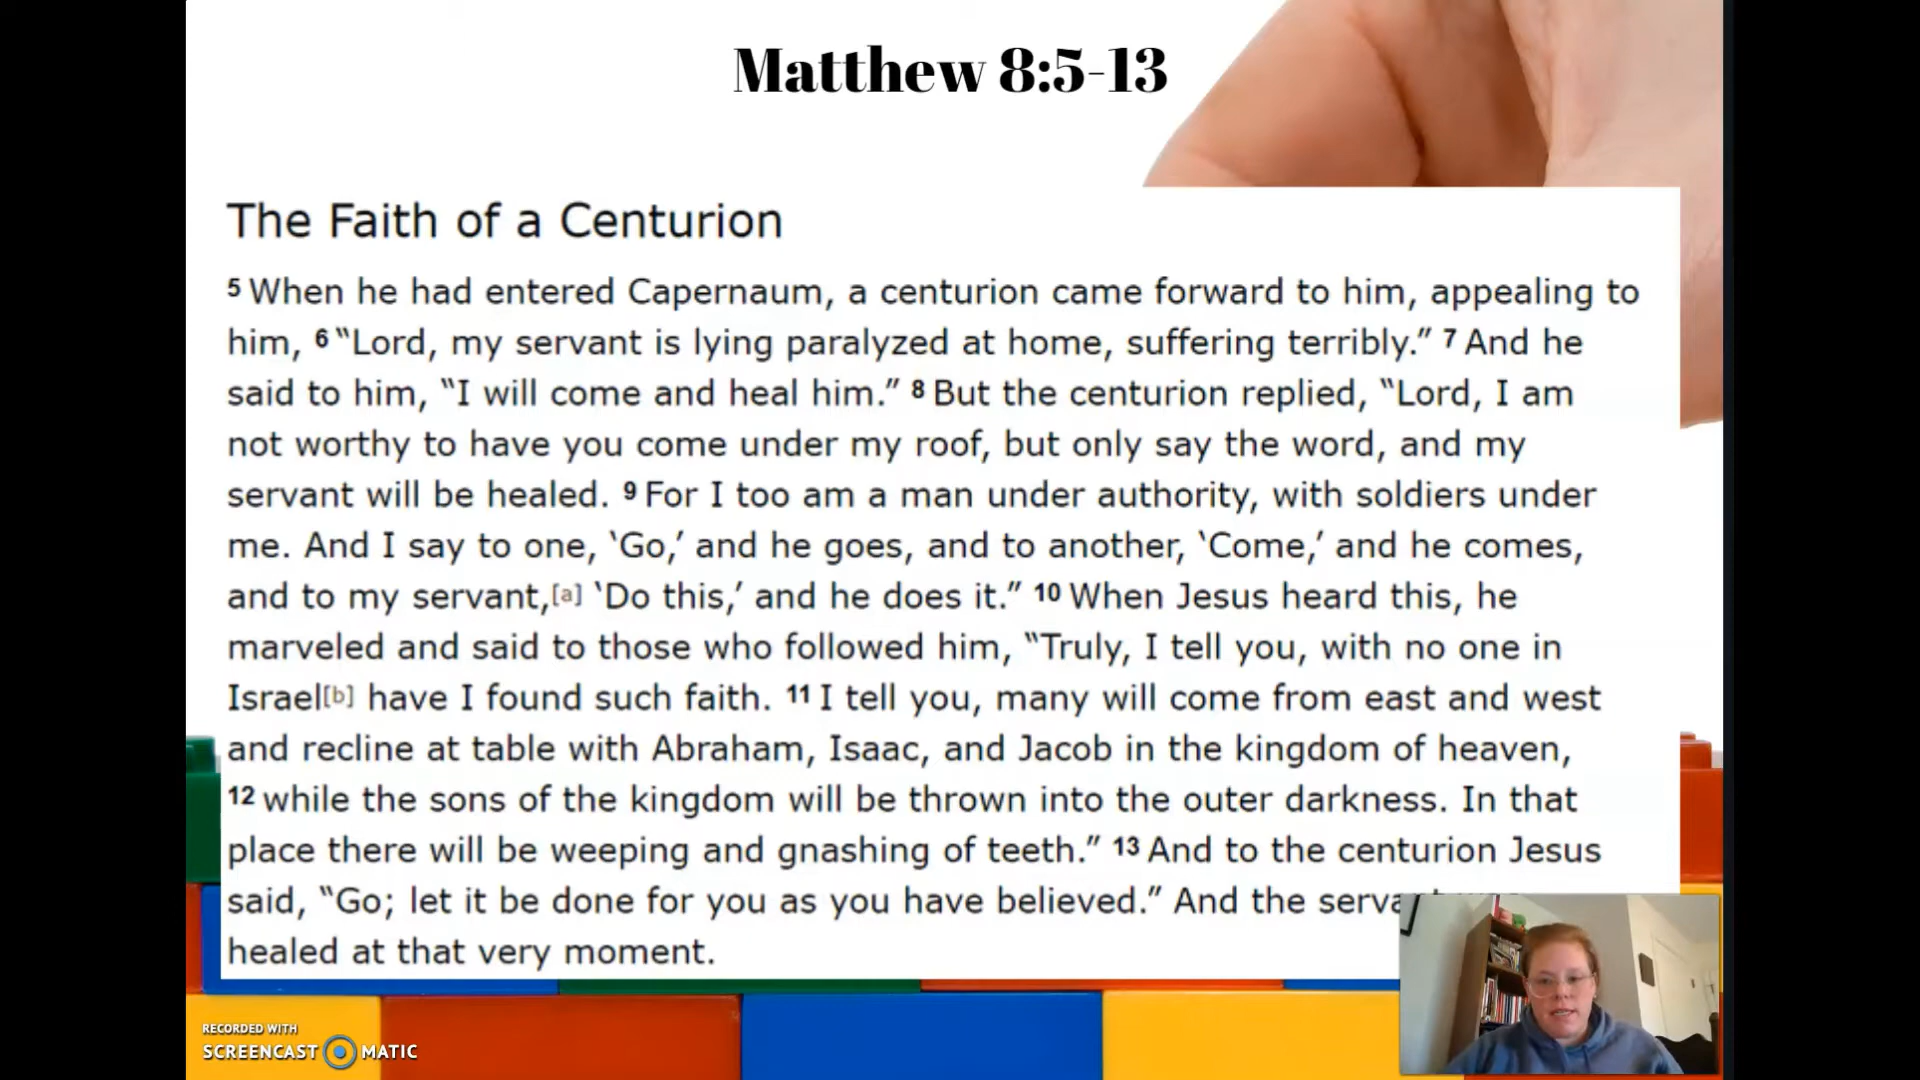 Matthew 8:5-13
The Faith of a Centurion
5 When he had entered Capernaum, a centurion came forward to him, appealing to
him, 6 “Lord, my servant is lying paralyzed at home, suffering terribly.” 7 And he
said to him, “I will come and heal him.” 8 But the centurion replied, “Lord, I am
not worthy to have you come under my roof, but only say the word, and my
servant will be healed. 9 For I too am a man under authority, with soldiers under
me. And I say to one, ‘Go,’ and he goes, and to another, ‘Come,’ and he comes,
and to my servant,[a] ‘Do this,’ and he does it.” 10 When Jesus heard this, he
marveled and said to those who followed him, “Truly, I tell you, with no one in
Israel[b] have I found such faith. 11 I tell you, many will come from east and west
and recline at table with Abraham, Isaac, and Jacob in the kingdom of heaven,
12 while the sons of the kingdom will be thrown into the outer darkness. In that
place there will be weeping and gnashing of teeth.” 13 And to the centurion Jesus
said, “Go; let it be done for you as you have believed.” And the
healed at that very moment.
RECORDED WITH
SCREENCAST MATIC